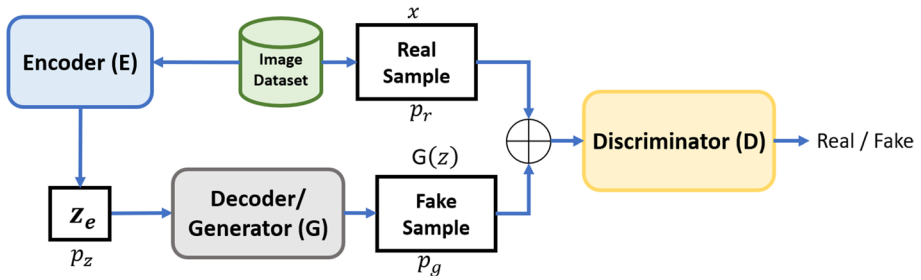 x
Encoder (E)
Image
Dataset
Real
Sample
p_r
G(z)
Discriminator (D)
Real / Fake
Z_e
p_z
Decoder/
Generator (G)
Fake
Sample
p_g